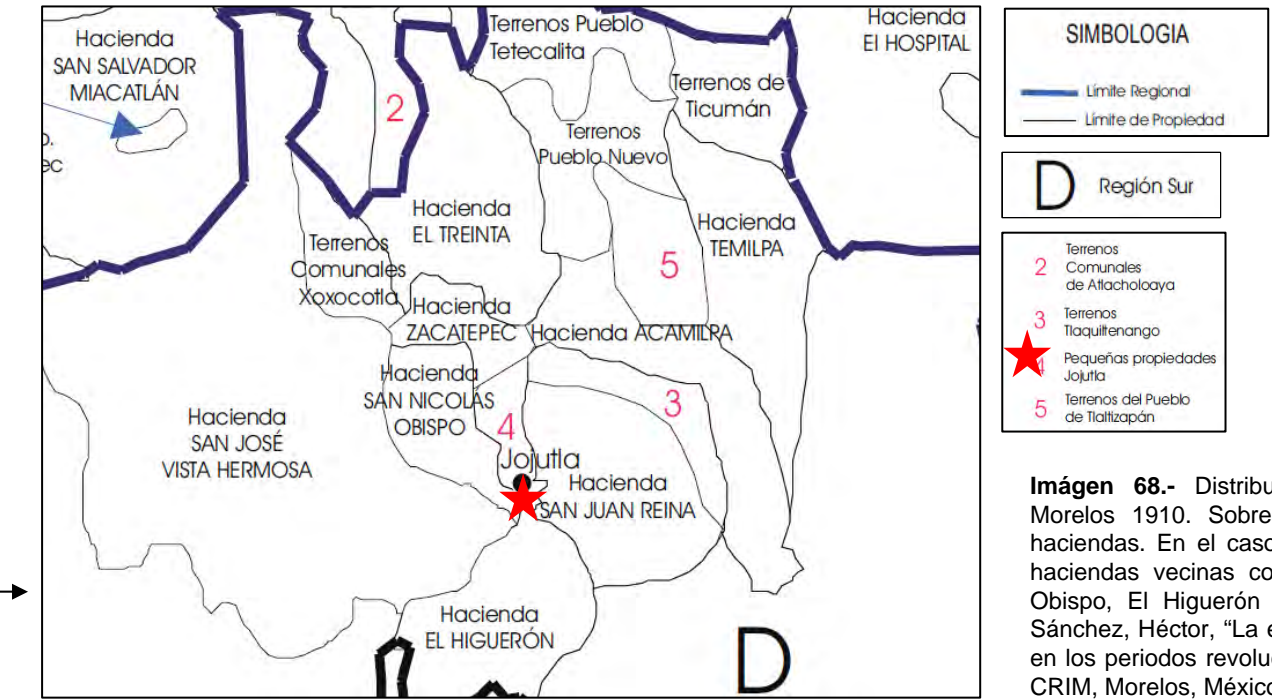 Hacienda
SAN SALVADOR
MIACATLÁN
2
Terrenos Pueblo
Tetecalita
Hacienda
El HOSPITAL
Terrenos de
Ticumán
Terrenos
Pueblo Nuevo
Hacienda
EL TREINTA
Hacienda
TEMILPA
5
Terrenos
Comunales
Xoxocotla
Hacienda
ZACATEPEC
Hacienda ACAMILPA
Hacienda
SAN NICOLÁS
OBISPO
3
4
Hacienda
SAN JOSÉ
VISTA HERMOSA
Jojutla
Hacienda
SAN JUAN REINA
Hacienda
EL HIGUERÓN
D
SIMBOLOGIA
Límite Regional
Límite de Propiedad
D Región Sur
2 Terrenos
Comunales
de Atlacholoaya
3 Terrenos
Tlaquiltenango
4 Pequeñas propiedades
Jojutla
5 Terrenos del Pueblo
de Tlaltizapán
Imágen 68.- Distribu
Morelos 1910. Sobre
haciendas. En el caso
haciendas vecinas co
Obispo, El Higuerón
Sánchez, Héctor, “La e
en los periodos revoluc
CRIM, Morelos, México